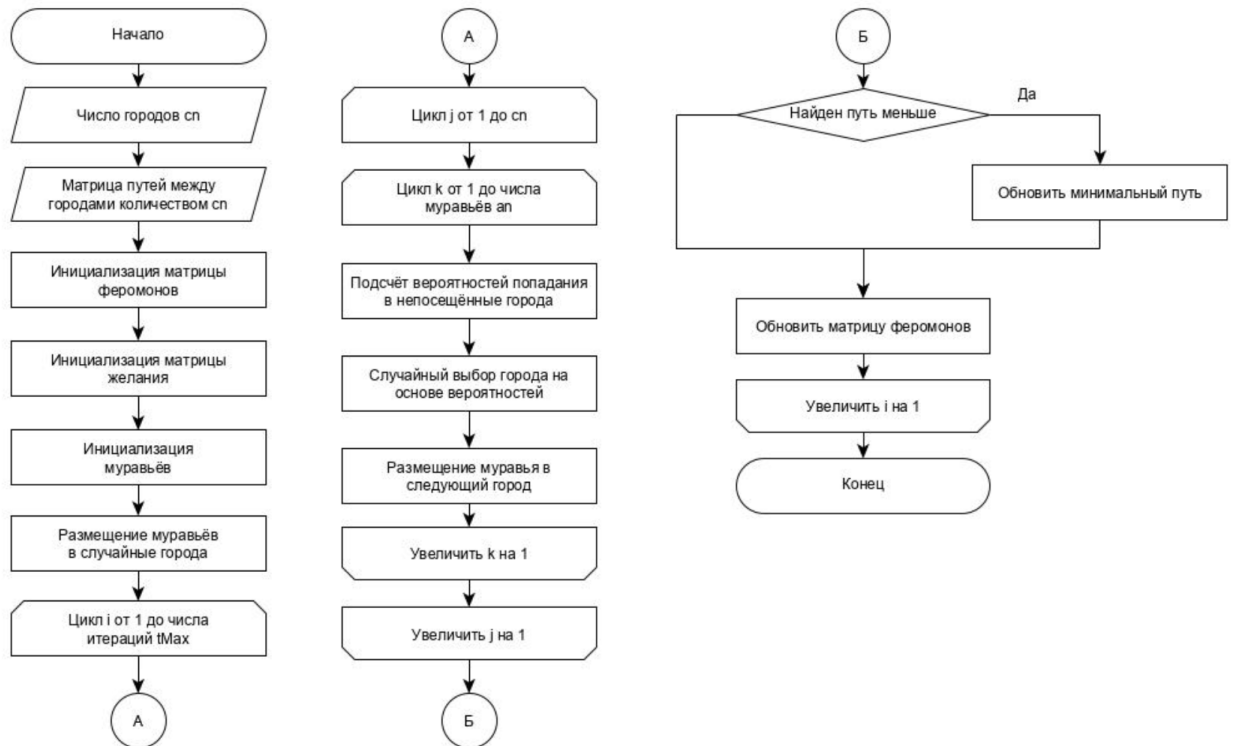 Начало
Число городов cn
Матрица путей между
городами количеством cn
Инициализация матрицы
феромонов
Инициализация матрицы
желания
Инициализация
муравьёв
Размещение муравьёв
в случайные города
Цикл i от 1 до числа
итераций tMax
А
А
Цикл j от 1 до cn
Цикл k от 1 до числа
муравьёв an
Подсчёт вероятностей попадания
в непосещённые города
Случайный выбор города на
основе вероятностей
Размещение муравья в
следующий город
Увеличить k на 1
Увеличить j на 1
Б
Б
Найден путь меньше
Да
Обновить минимальный путь
Обновить матрицу феромонов
Увеличить i на 1
Конец